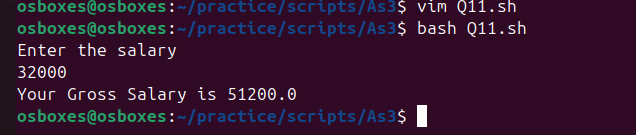 osboxes@osboxes:~/practice/scripts/As3$ vim Q11.sh
osboxes@osboxes:~/practice/scripts/As3$ bash Q11.sh
Enter the salary
32000
Your Gross Salary is 51200.0
osboxes@osboxes:~/practice/scripts/As3$